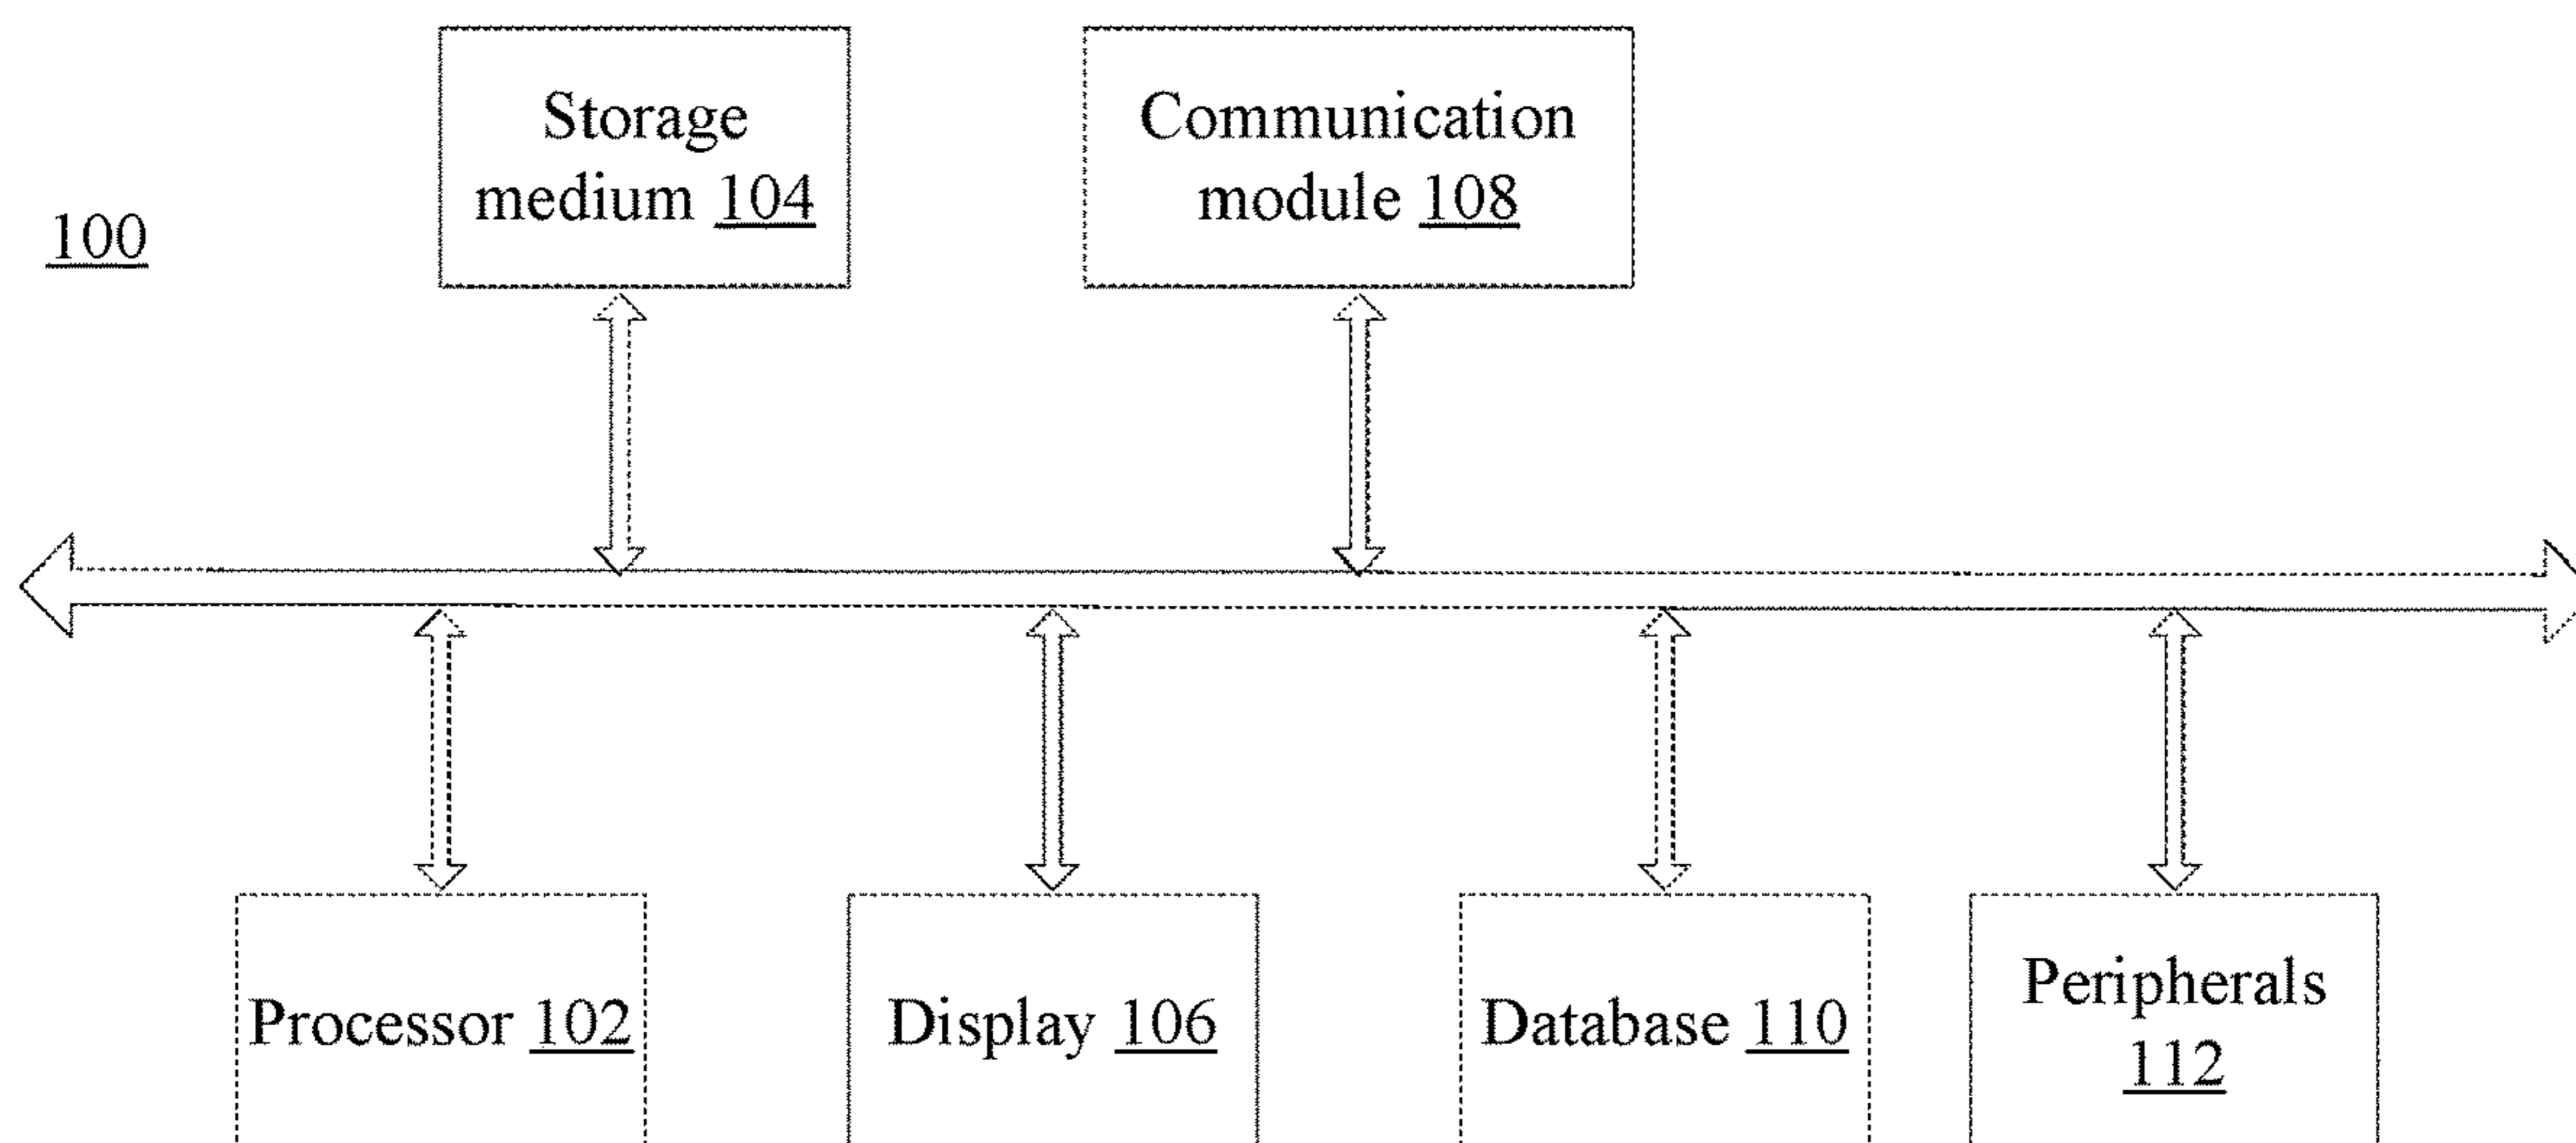 Storage
medium 104
Communication
module 108
100
Processor 102
Display 106
Database 110
Peripherals
112